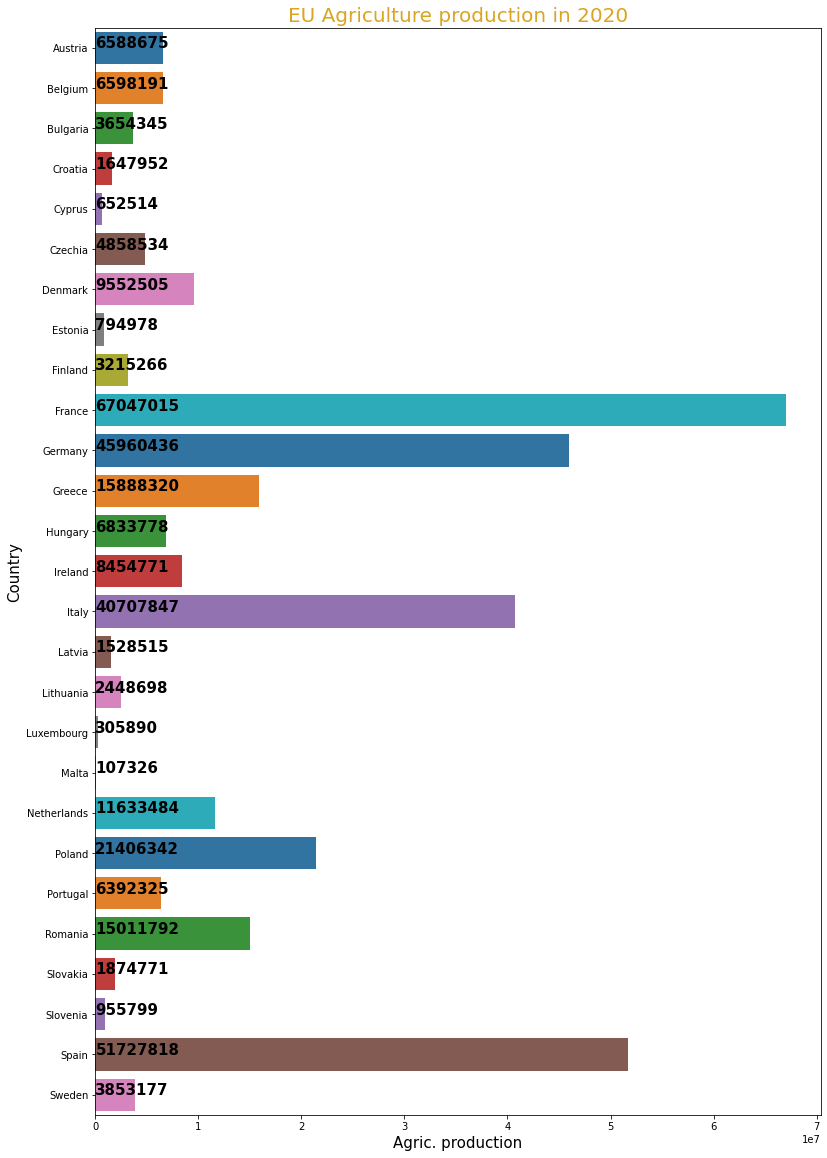 EU Agriculture production in 2020
Austria 6588675
Belgium 6598191
Bulgaria 3654345
Croatia 1647952
Cyprus 652514
Czechia 4858534
Denmark 9552505
Estonia 794978
Finland 3215266
France 67047015
Germany 45960436
Greece 15888320
Hungary 6833778
Ireland 8454771
Italy 40707847
Latvia 1528515
Lithuania 2448698
Luxembourg 305890
Malta 107326
Netherlands 11633484
Poland 21406342
Portugal 6392325
Romania 15011792
Slovakia 1874771
Slovenia 955799
Spain 51727818
Sweden 3853177
Country
0 1 2 3 4 5 6 7
1e7
Agric. production